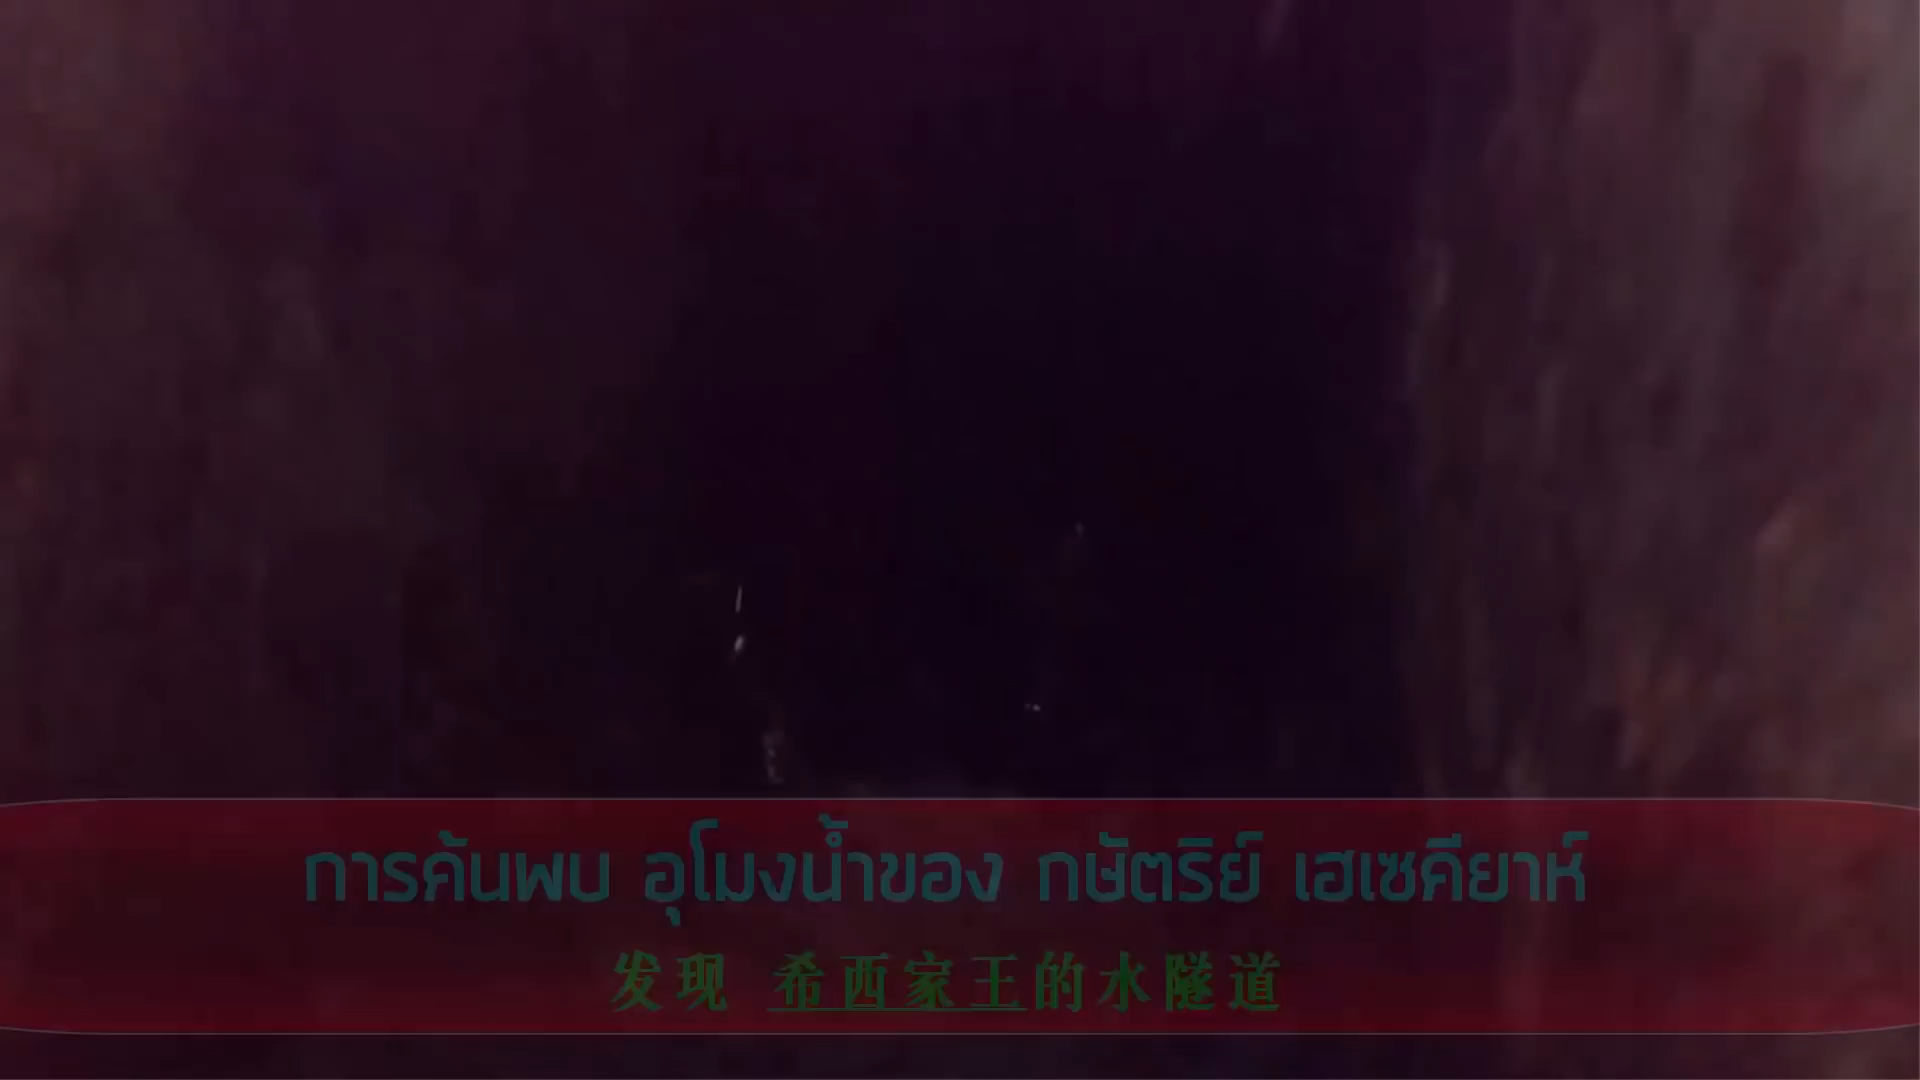 การค้นพบ อุโมงน้ำของ กษัตริย์ เฮเซคียาห์
发现 希西家王的水隧道